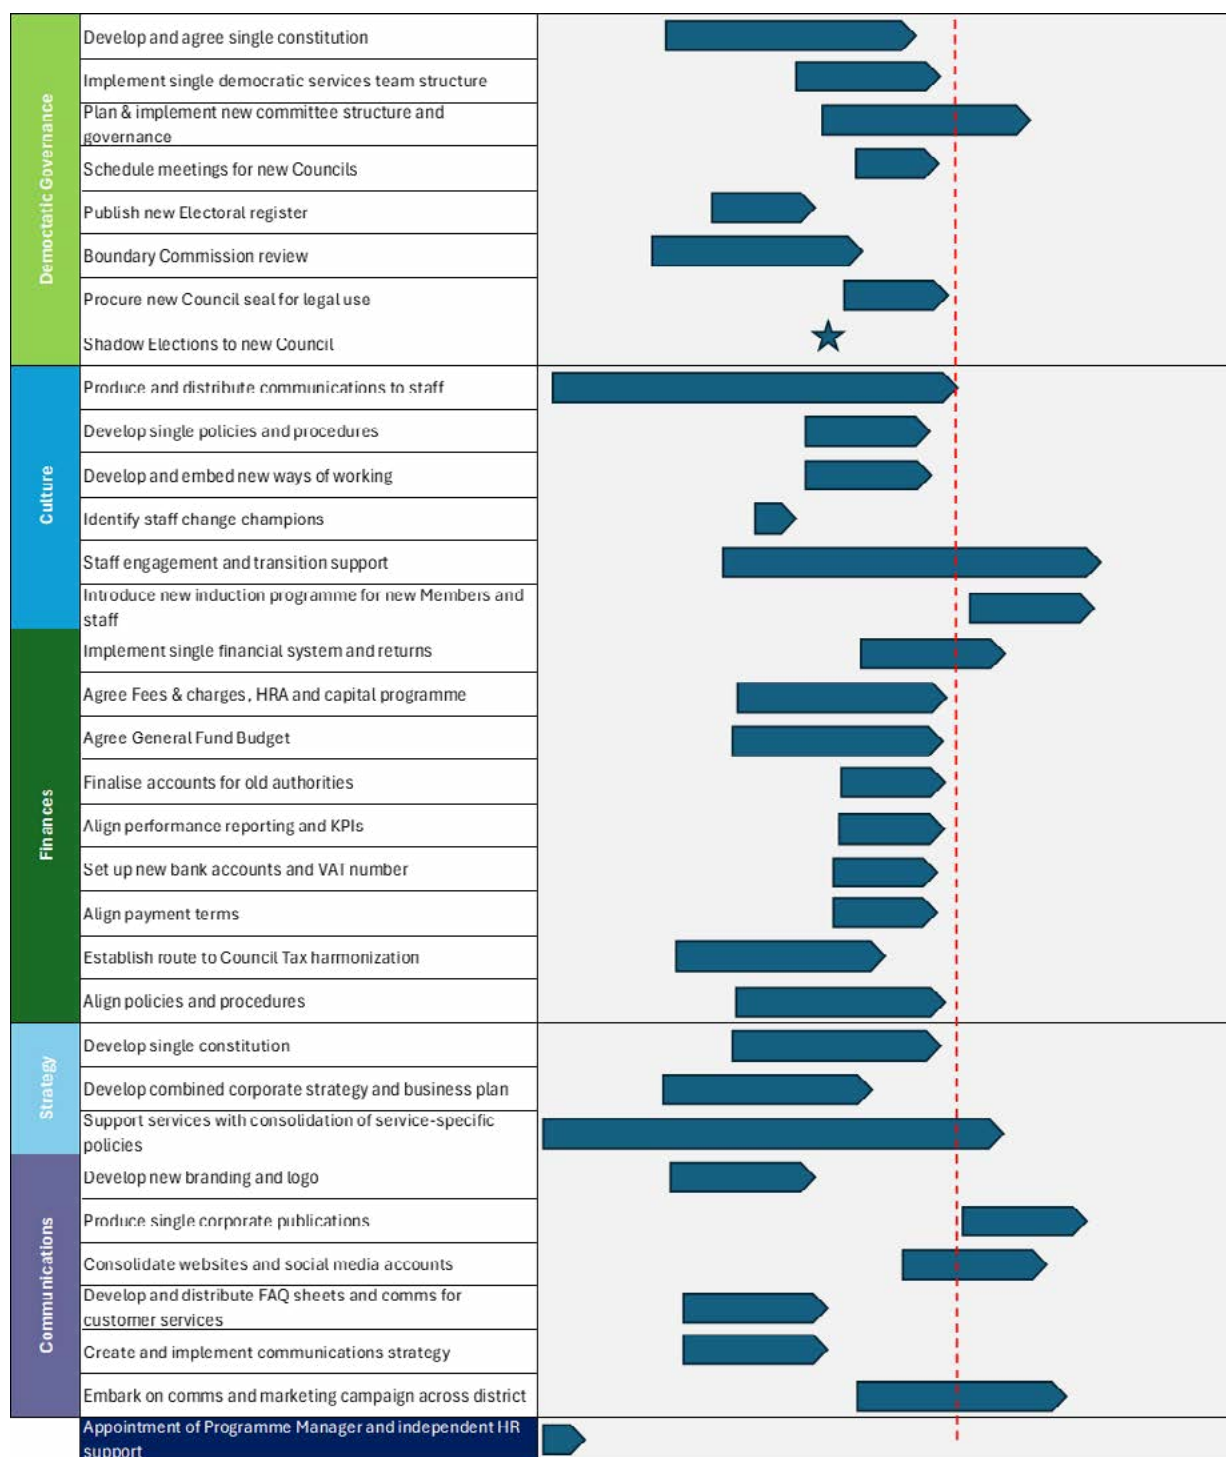 Democtatic Governance
Develop and agree single constitution
Implement single democratic services team structure
Plan & implement new committee structure and
governance
Schedule meetings for new Councils
Publish new Electoral register
Boundary Commission review
Procure new Council seal for legal use
Shadow Elections to new Council
Culture
Produce and distribute communications to staff
Develop single policies and procedures
Develop and embed new ways of working
Identify staff change champions
Staff engagement and transition support
Introduce new induction programme for new Members and
staff
Finances
Implement single financial system and returns
Agree Fees & charges, HRA and capital programme
Agree General Fund Budget
Finalise accounts for old authorities
Align performance reporting and KPIs
Set up new bank accounts and VAT number
Align payment terms
Establish route to Council Tax harmonization
Align policies and procedures
Strategy
Develop single constitution
Develop combined corporate strategy and business plan
Support services with consolidation of service-specific
policies
Communications
Develop new branding and logo
Produce single corporate publications
Consolidate websites and social media accounts
Develop and distribute FAQ sheets and comms for
customer services
Create and implement communications strategy
Embark on comms and marketing campaign across district
Appointment of Programme Manager and independent HR
support